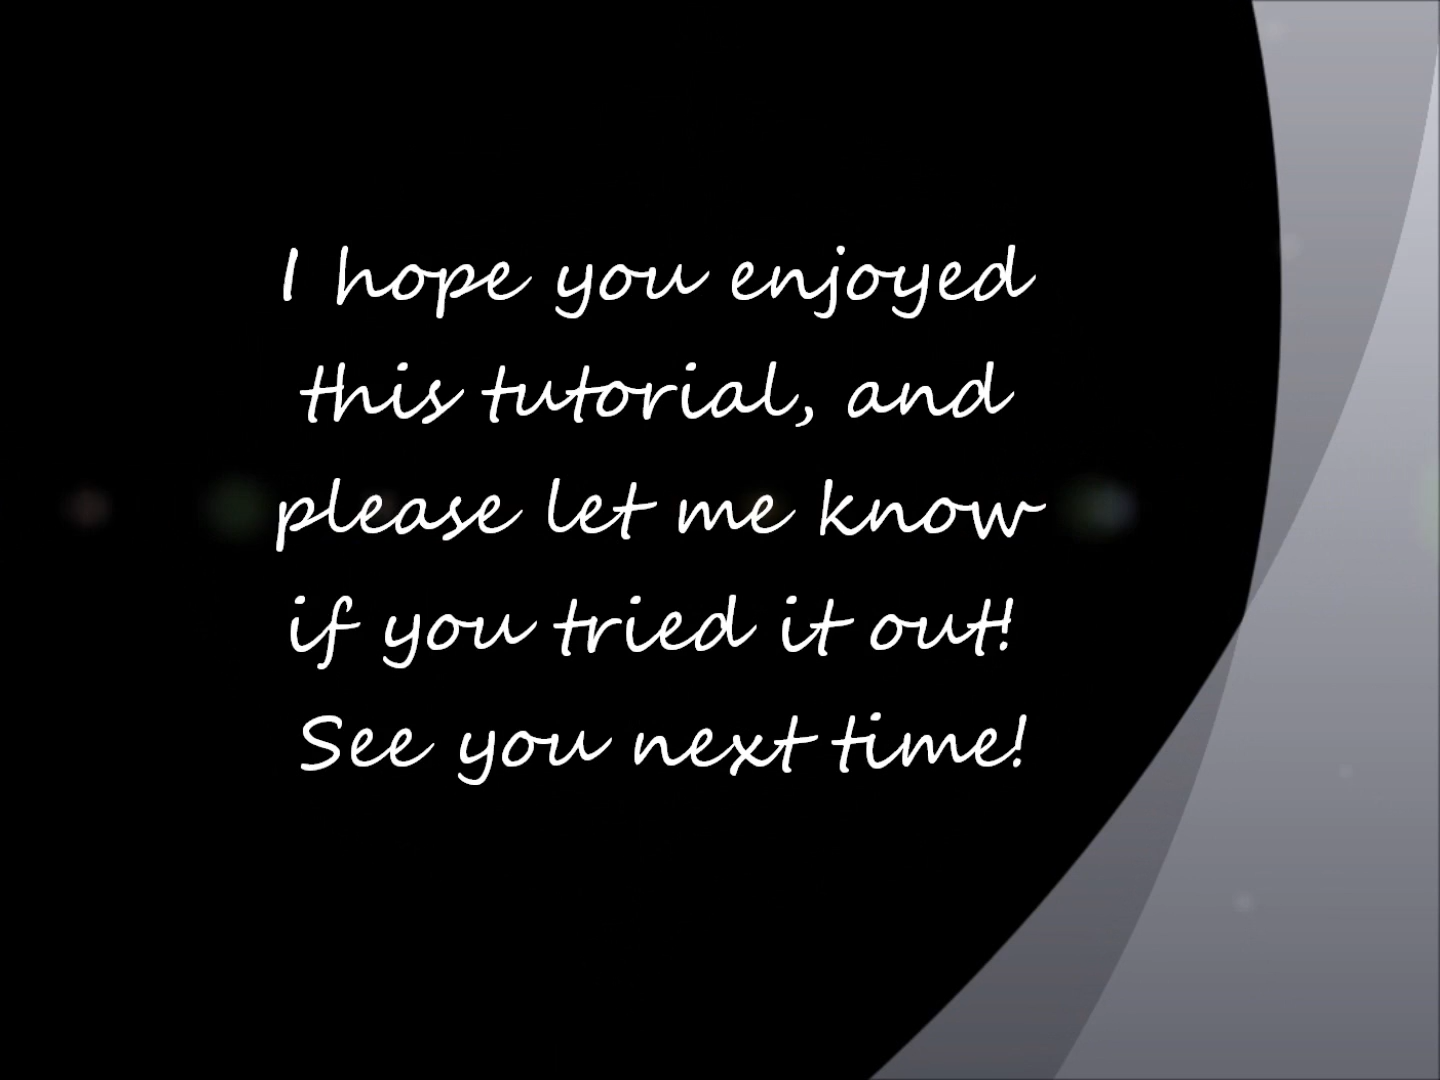 I hope you enjoyed
this tutorial, and
please let me know
if you tried it out!
See you next time!